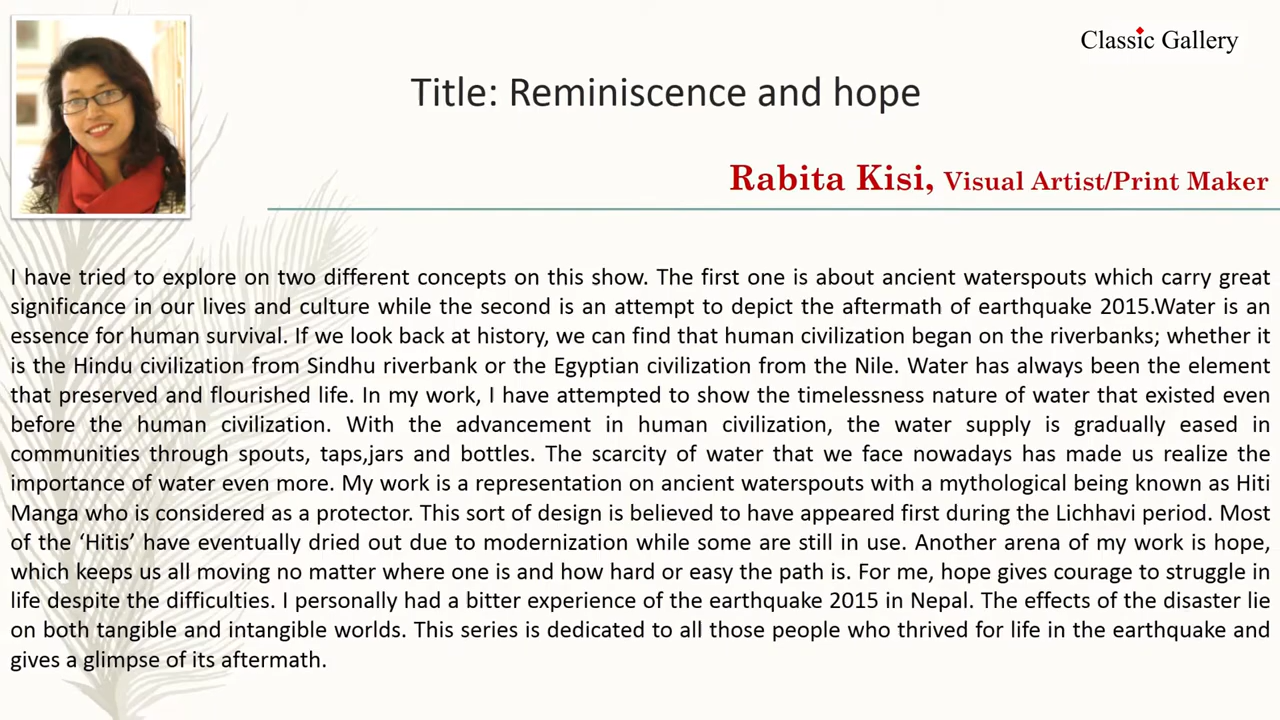 Classic Gallery
Title: Reminiscence and hope
Rabita Kisi, Visual Artist/Print Maker
I have tried to explore on two different concepts on this show. The first one is about ancient waterspouts which carry great
significance in our lives and culture while the second is an attempt to depict the aftermath of earthquake 2015.Water is an
essence for human survival. If we look back at history, we can find that human civilization began on the riverbanks; whether it
is the Hindu civilization from Sindhu riverbank or the Egyptian civilization from the Nile. Water has always been the element
that preserved and flourished life. In my work, I have attempted to show the timelessness nature of water that existed even
before the human civilization. With the advancement in human civilization, the water supply is gradually eased in
communities through spouts, taps,jars and bottles. The scarcity of water that we face nowadays has made us realize the
importance of water even more. My work is a representation on ancient waterspouts with a mythological being known as Hiti
Manga who is considered as a protector. This sort of design is believed to have appeared first during the Lichhavi period. Most
of the ‘Hitis’ have eventually dried out due to modernization while some are still in use. Another arena of my work is hope,
which keeps us all moving no matter where one is and how hard or easy the path is. For me, hope gives courage to struggle in
life despite the difficulties. I personally had a bitter experience of the earthquake 2015 in Nepal. The effects of the disaster lie
on both tangible and intangible worlds. This series is dedicated to all those people who thrived for life in the earthquake and
gives a glimpse of its aftermath.